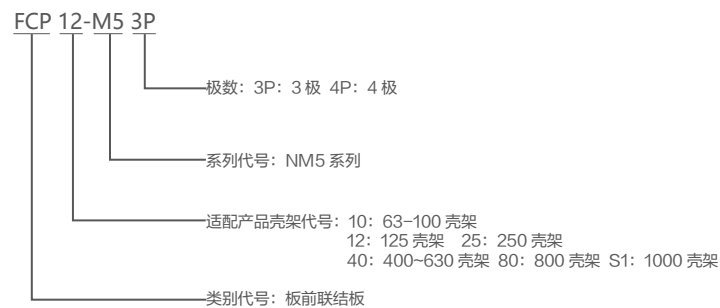 FCP 12-M5 3P
极数：3P：3 极 4P：4 极
系列代号：NM5 系列
适配产品壳架代号：10：63-100 壳架
12：125 壳架 25：250 壳架
40：400~630 壳架 80：800 壳架 S1：1000 壳架
类别代号：板前联结板